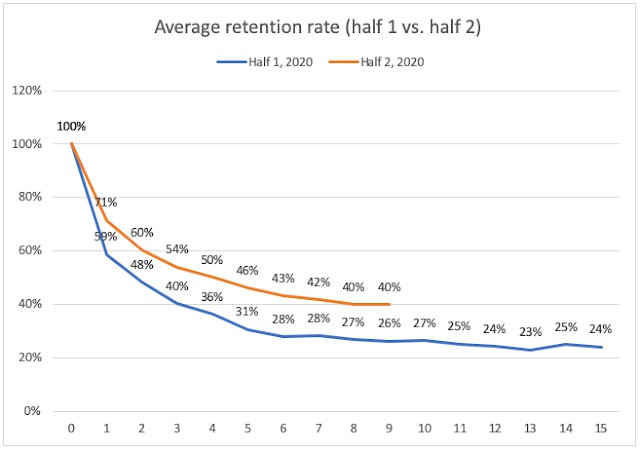 Average retention rate (half 1 vs. half 2)
Half 1, 2020 Half 2, 2020
120%
100%
80%
60%
40%
20%
0%
100%
71% 60% 54% 50% 46% 43% 42% 40% 40%
59% 48% 40% 36% 31% 28% 28% 27% 26% 27% 25% 24% 23% 25% 24%
0 1 2 3 4 5 6 7 8 9 10 11 12 13 14 15